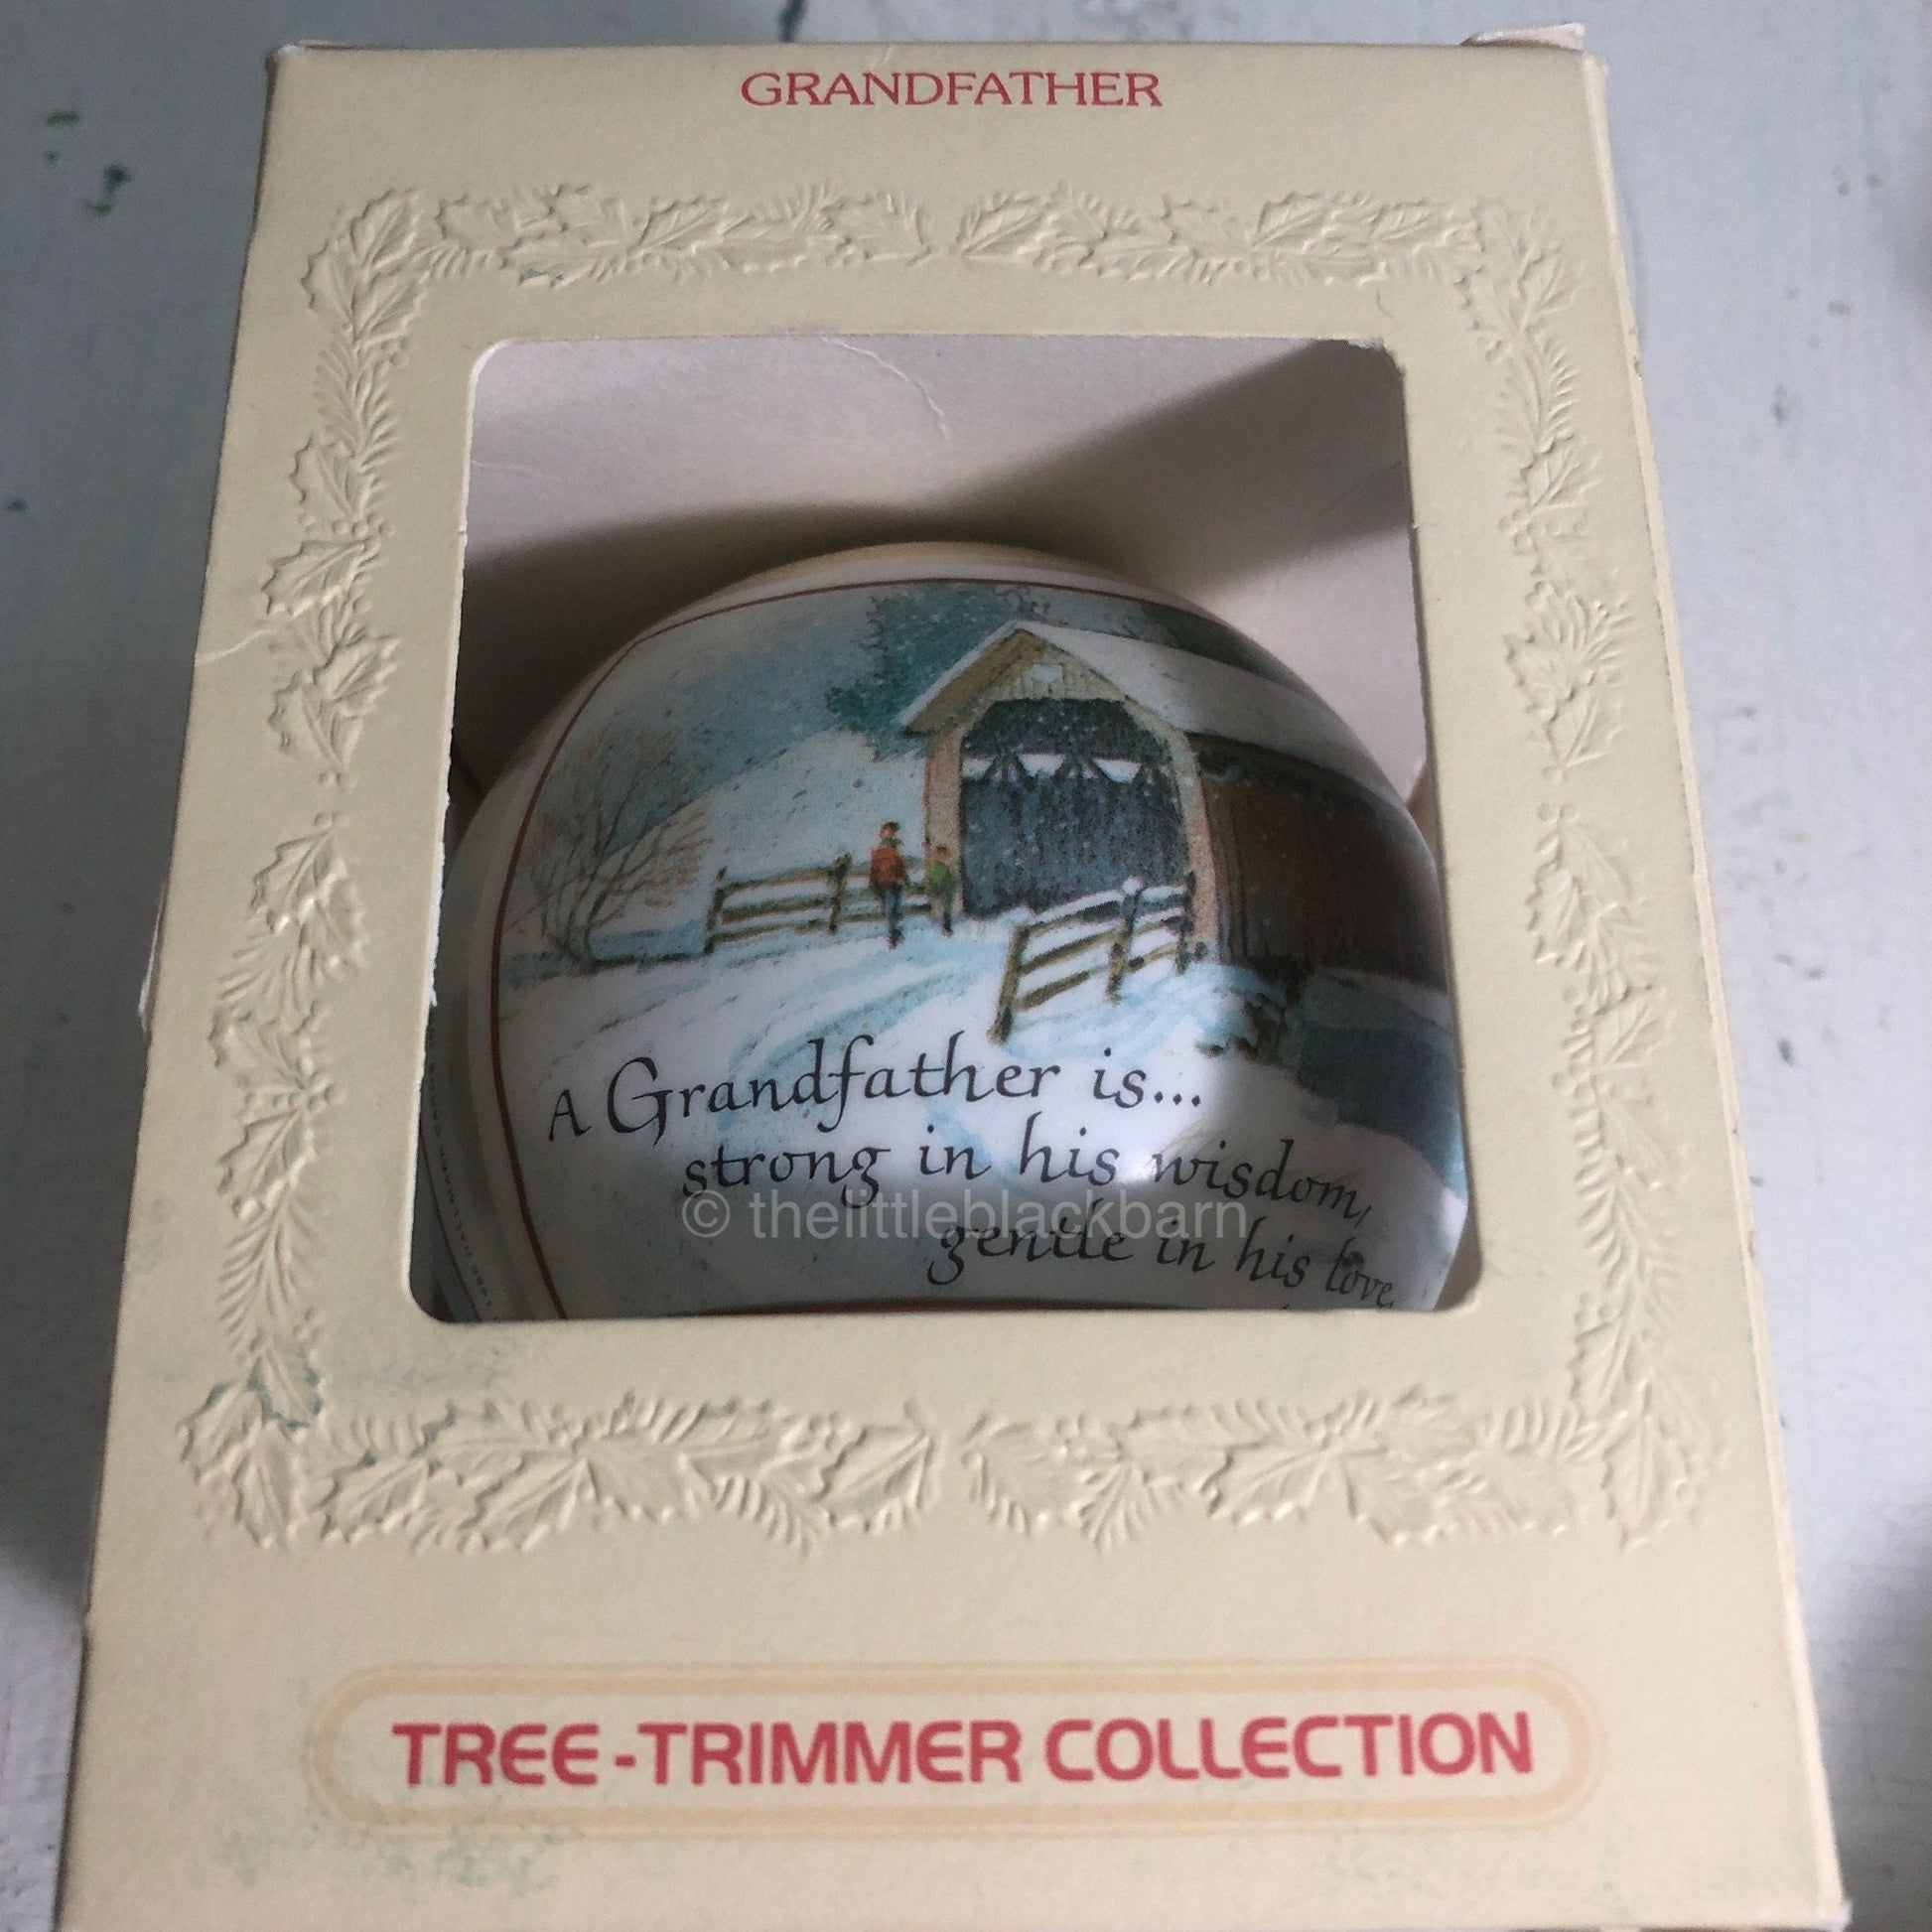 GRANDFATHER
A Grandfather is...
strong in his wisdom,
© thelittleblackbarn
gentle in his love.
TREE-TRIMMER COLLECTION